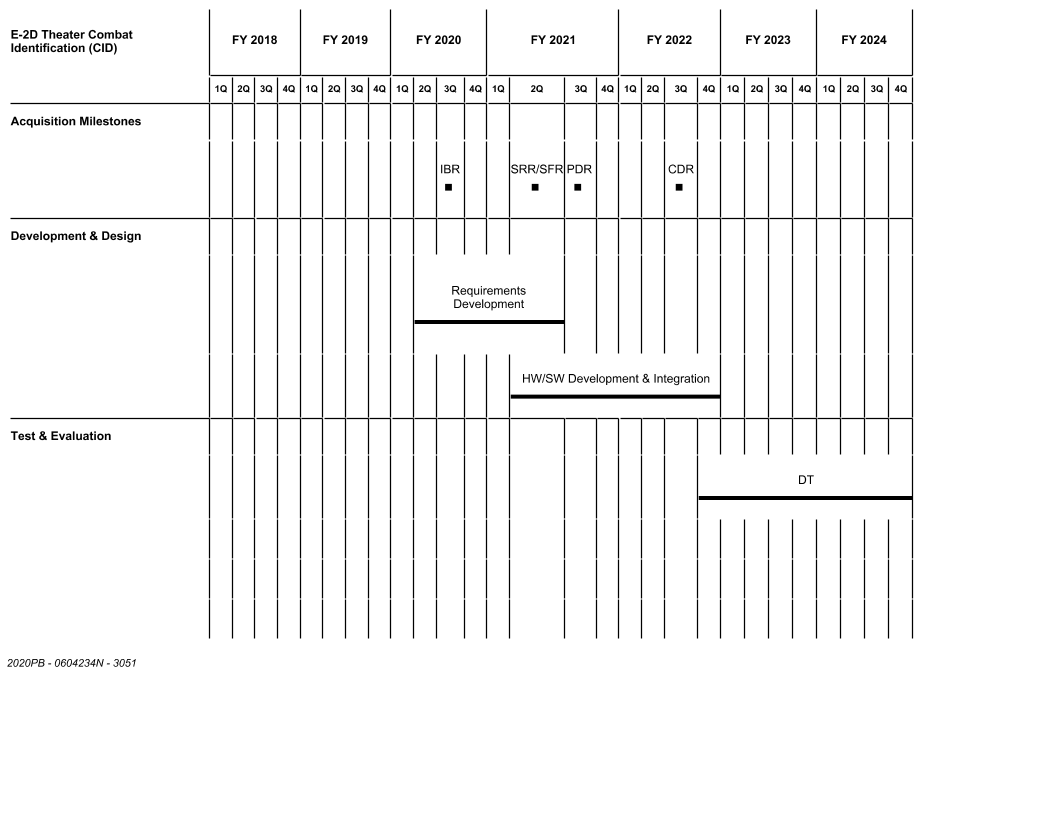 E-2D Theater Combat
Identification (CID)
FY 2018 FY 2019 FY 2020 FY 2021 FY 2022 FY 2023 FY 2024
1Q 2Q 3Q 4Q 1Q 2Q 3Q 4Q 1Q 2Q 3Q 4Q 1Q 2Q 3Q 4Q 1Q 2Q 3Q 4Q 1Q 2Q 3Q 4Q 1Q 2Q 3Q 4Q
Acquisition Milestones
IBR SRR/SFR PDR CDR
Development & Design
Requirements
Development
HW/SW Development & Integration
Test & Evaluation
DT
2020PB - 0604234N - 3051